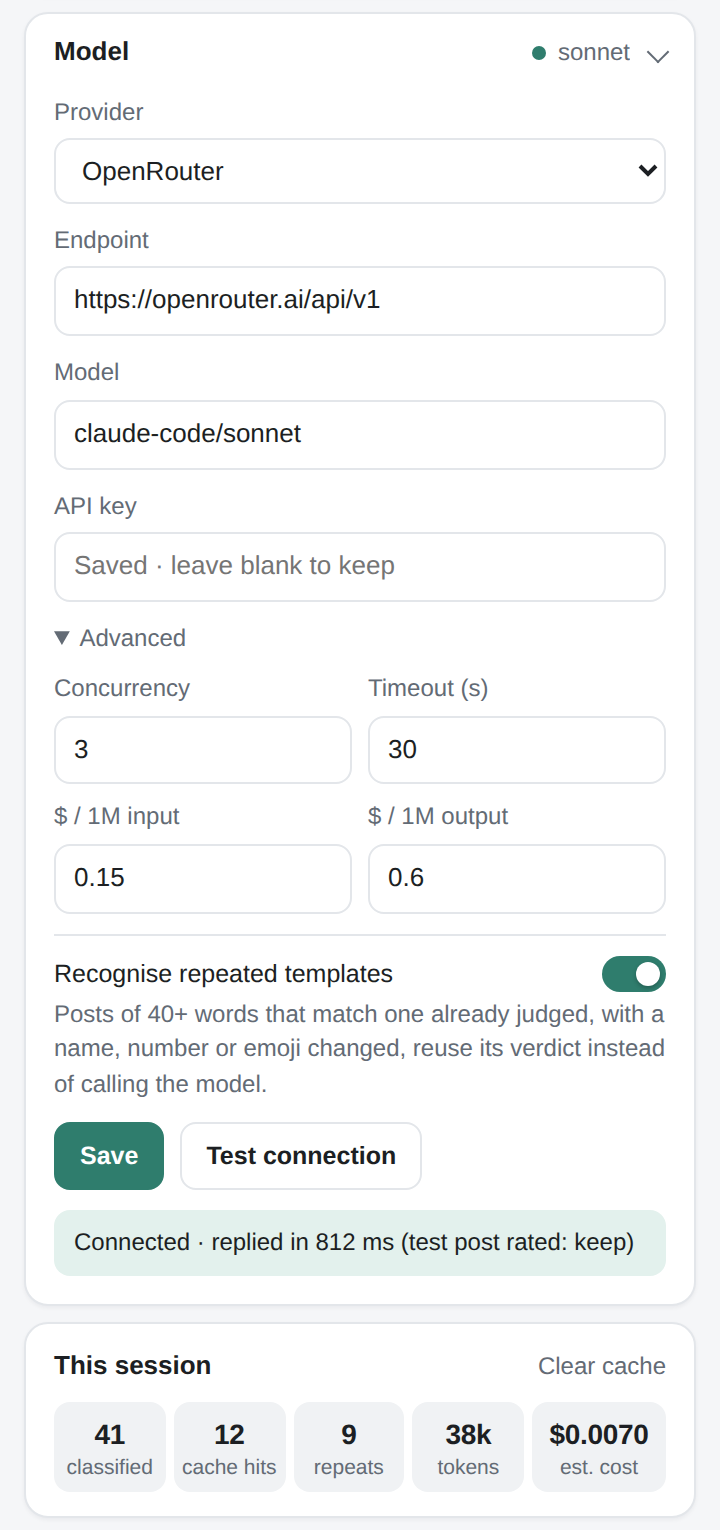 Model
sonnet
Provider
OpenRouter
Endpoint
https://openrouter.ai/api/v1
Model
claude-code/sonnet
API key
Saved · leave blank to keep
Advanced
Concurrency
Timeout (s)
3
30
$ / 1M input
$ / 1M output
0.15
0.6
Recognise repeated templates
Posts of 40+ words that match one already judged, with a
name, number or emoji changed, reuse its verdict instead
of calling the model.
Save
Test connection
Connected · replied in 812 ms (test post rated: keep)
This session
Clear cache
41
classified
12
cache hits
9
repeats
38k
tokens
$0.0070
est. cost